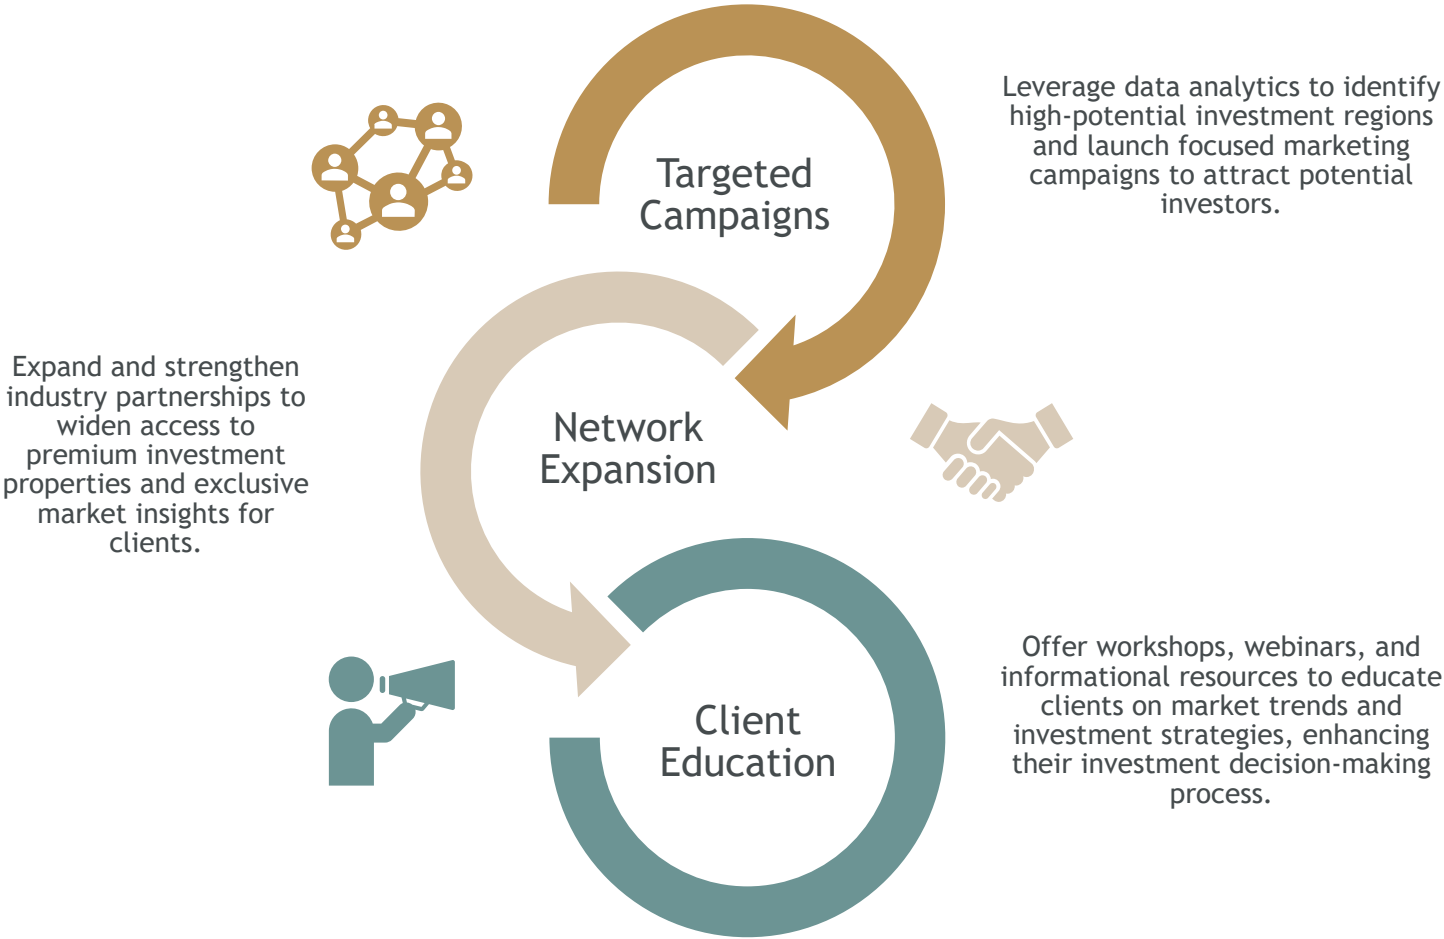 Targeted
Campaigns
Leverage data analytics to identify
high-potential investment regions
and launch focused marketing
campaigns to attract potential
investors.
Network
Expansion
Expand and strengthen
industry partnerships to
widen access to
premium investment
properties and exclusive
market insights for
clients.
Client
Education
Offer workshops, webinars, and
informational resources to educate
clients on market trends and
investment strategies, enhancing
their investment decision-making
process.